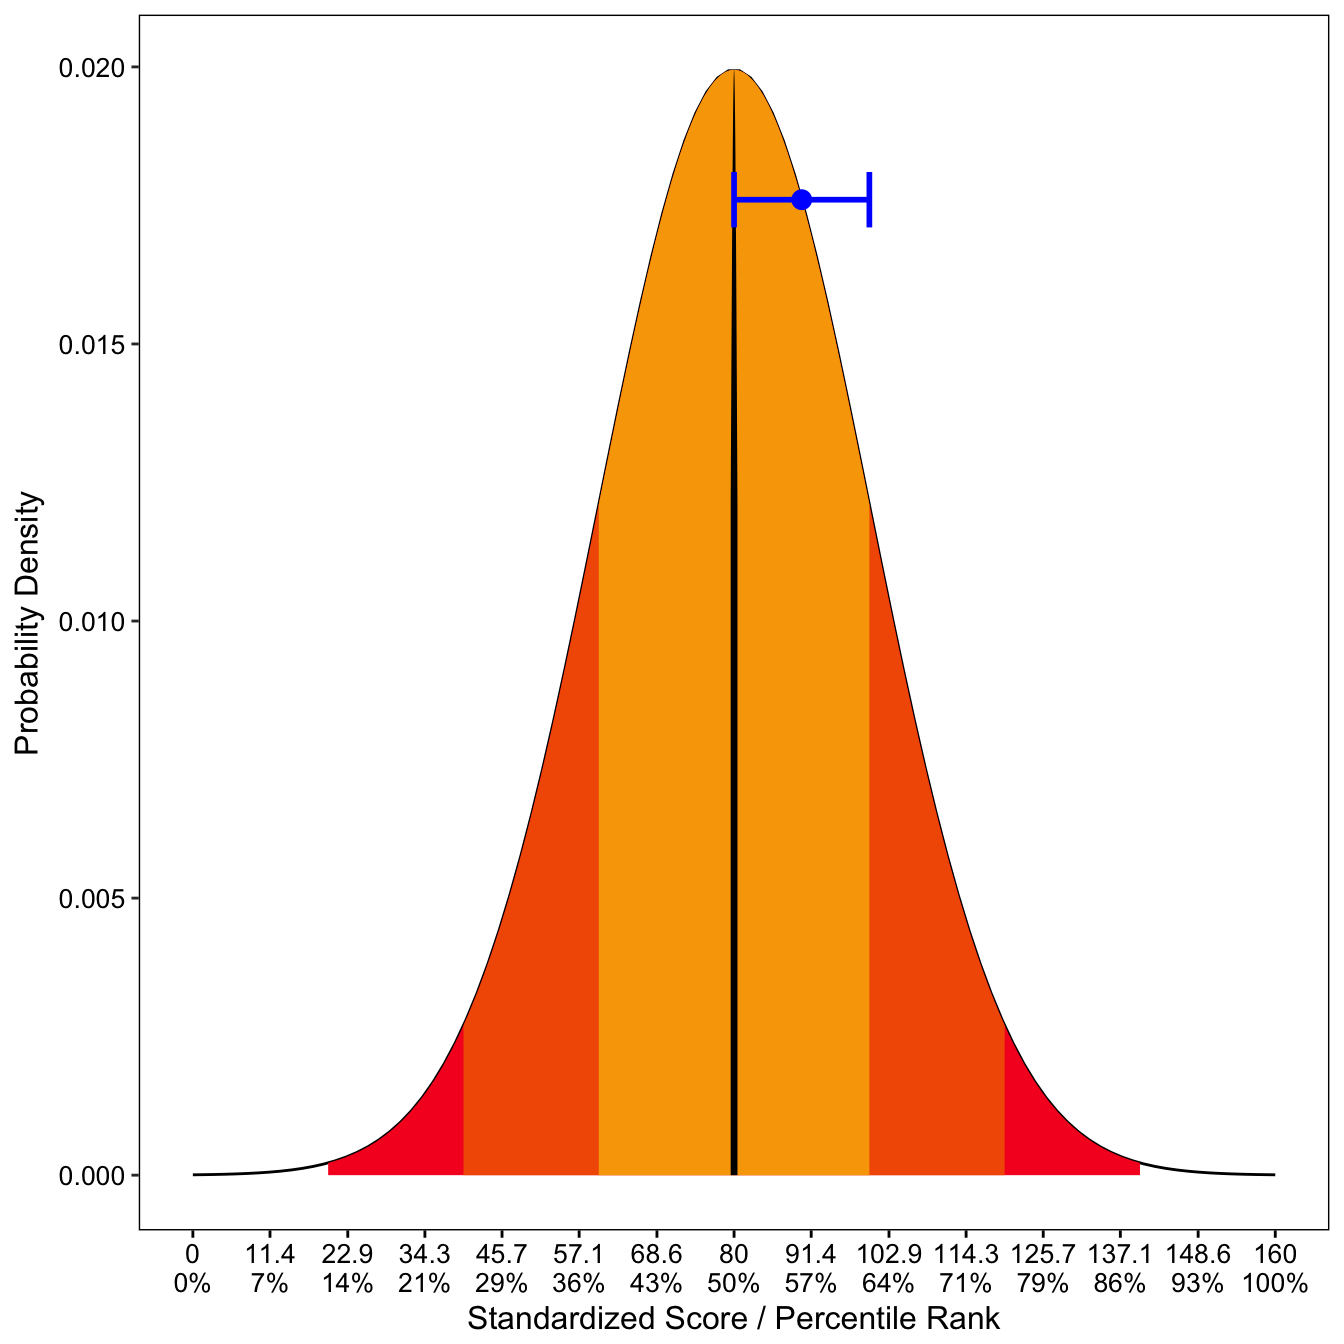 0.020
0.015
0.010
0.005
0.000
Probability Density
0 11.4 22.9 34.3 45.7 57.1 68.6 80 91.4 102.9 114.3 125.7 137.1 148.6 160
0% 7% 14% 21% 29% 36% 43% 50% 57% 64% 71% 79% 86% 93% 100%
Standardized Score / Percentile Rank